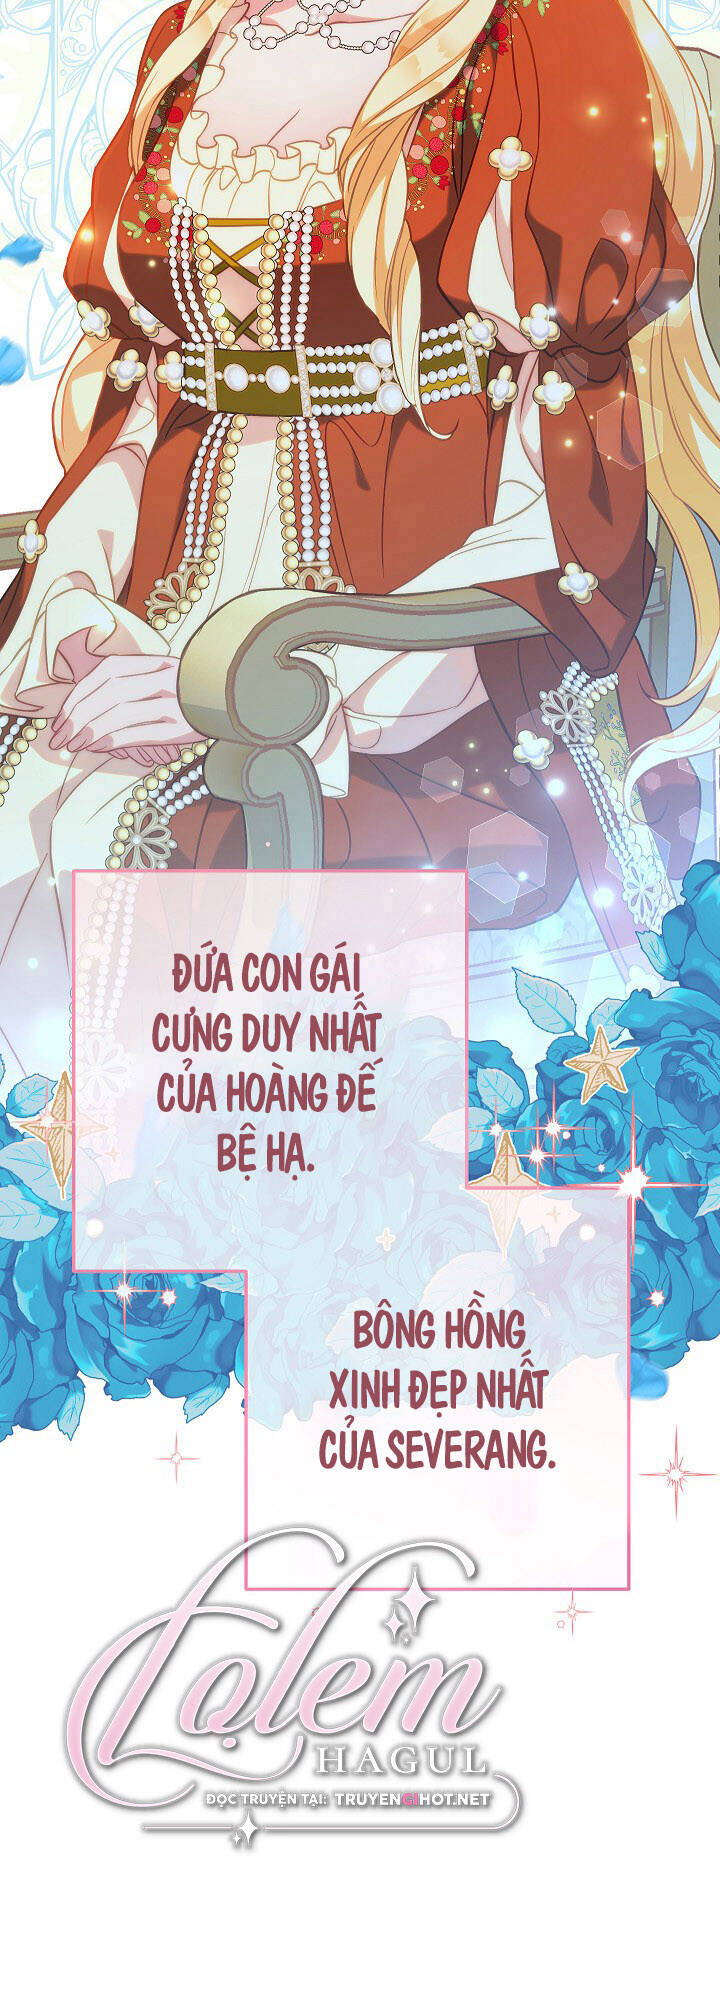 ĐỨA CON GÁI
CƯNG DUY NHẤT
CỦA HOÀNG ĐẾ
BỆ HẠ.
BÔNG HỒNG
XINH ĐẸP NHẤT
CỦA SEVERANG.
Lọlem
HAGUL
ĐỌC TRUYỆN TẠI: TRUYENGIHOT.NET